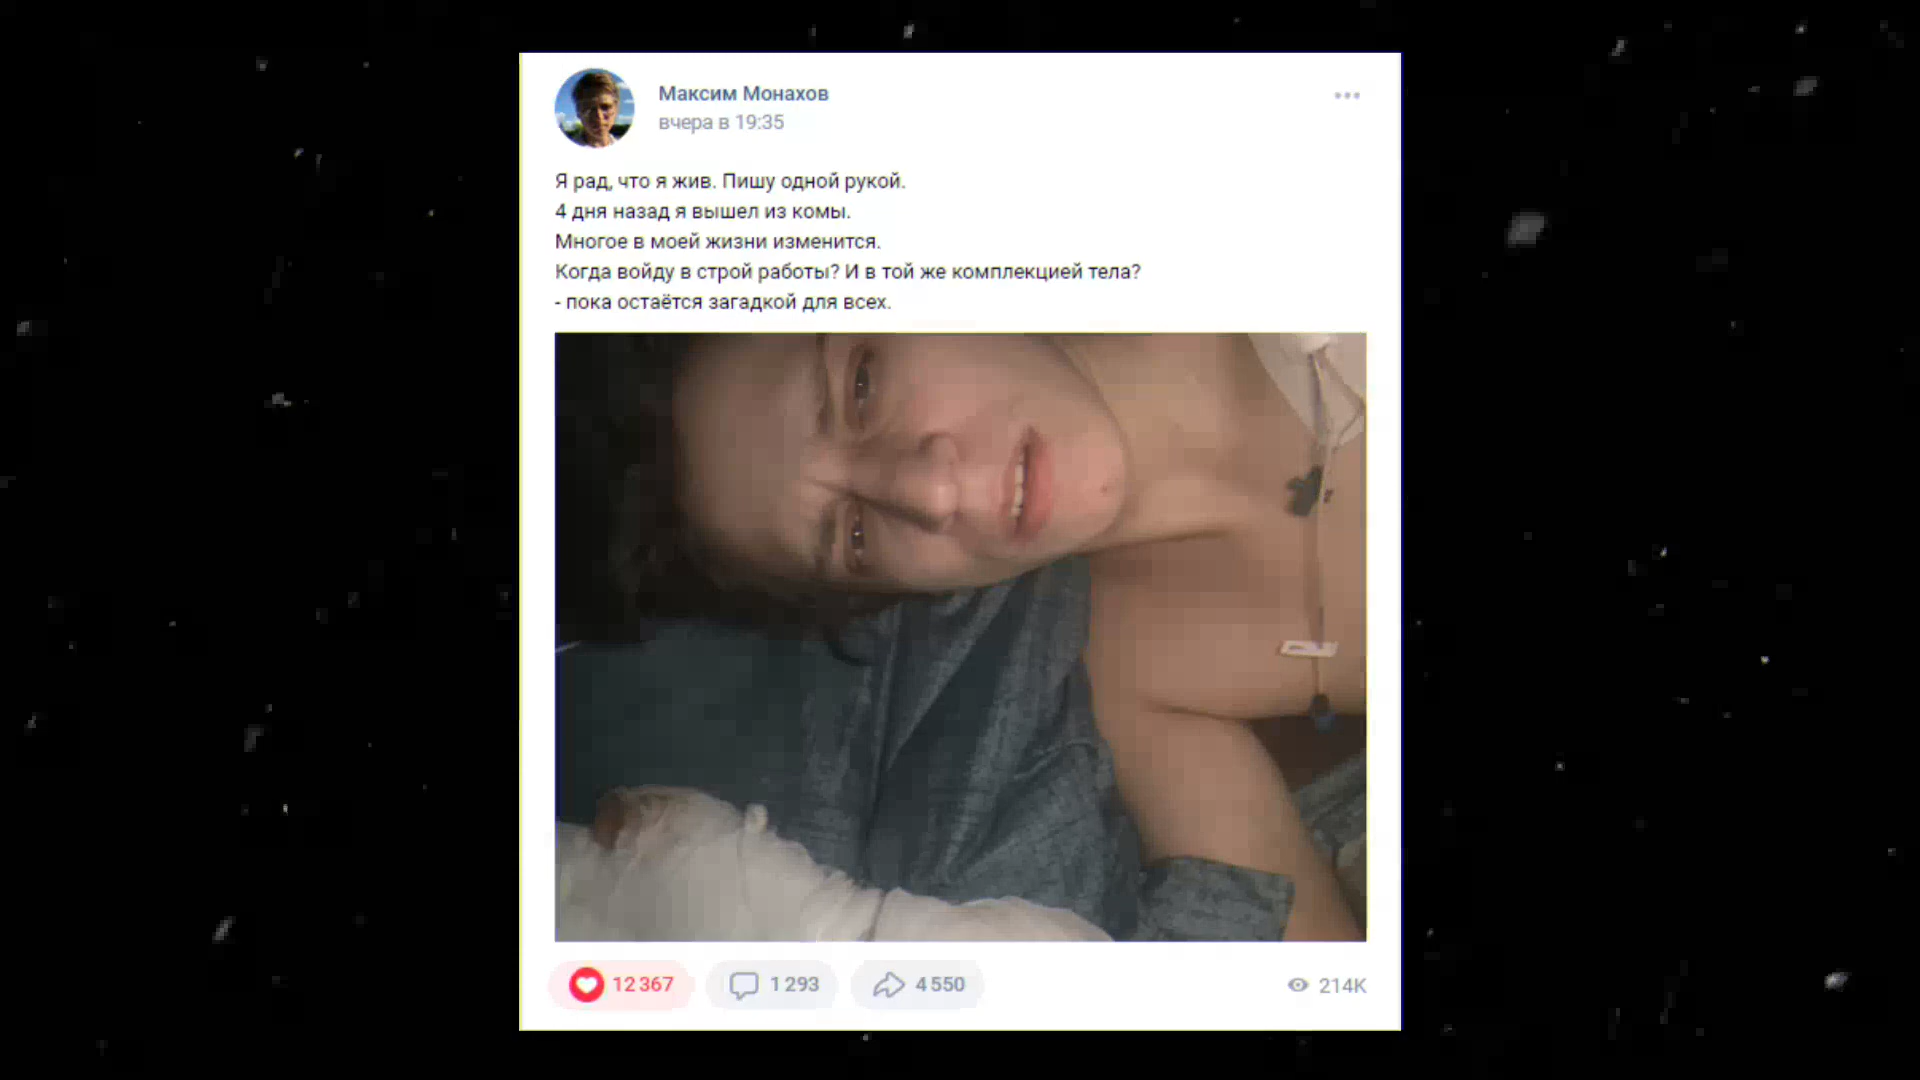 Максим Монахов
вчера в 19:35
Я рад, что я жив. Пишу одной рукой.
4 дня назад я вышел из комы.
Многое в моей жизни изменится.
Когда войду в строй работы? И в той же комплекцией тела?
- пока остаётся загадкой для всех.
12 367 1 293 4 550 214K